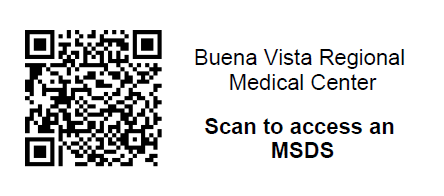 Buena Vista Regional
Medical Center
Scan to access an
MSDS